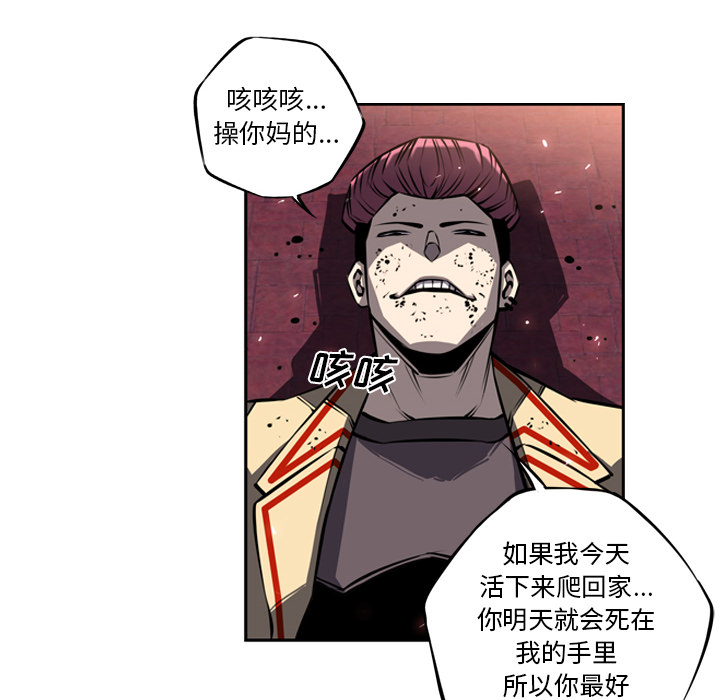 咳咳咳...
操你妈的...
咳咳
如果我今天
活下来爬回家...
你明天就会死在
我的手里
所以你最好